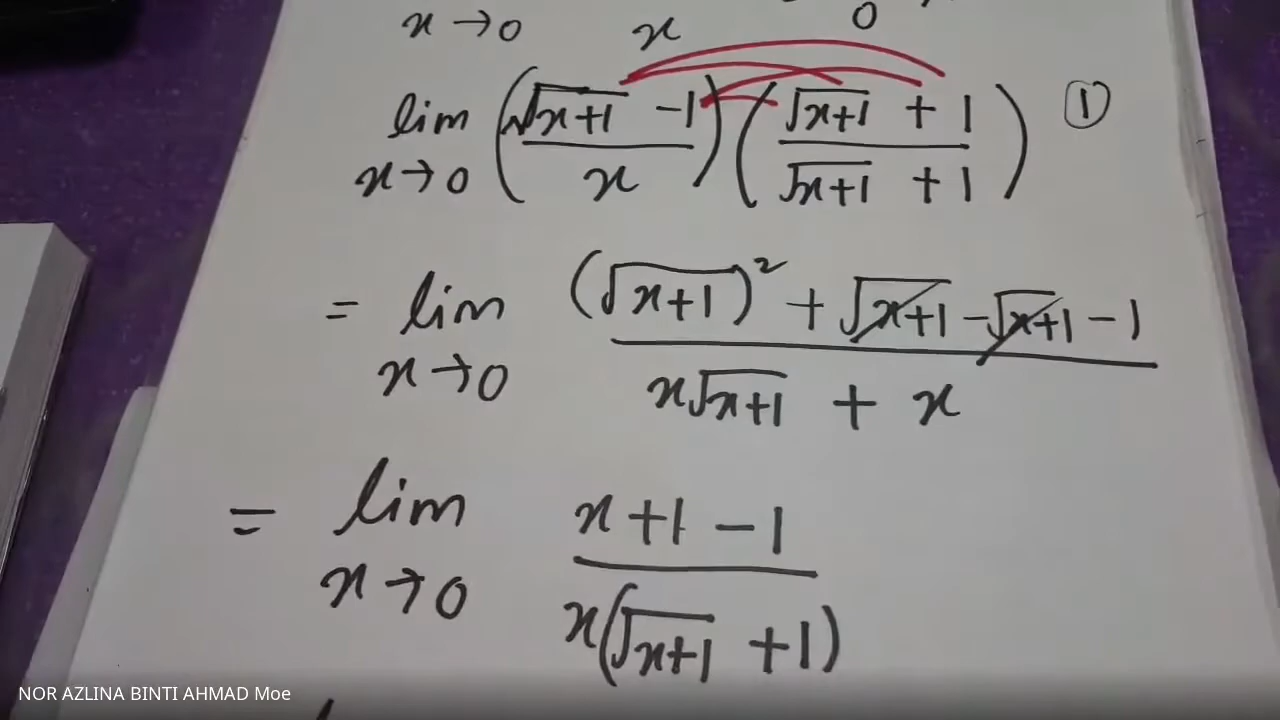 x→0 x 0
lim x→0 (√(x+1) - 1 / x) (√(x+1) + 1 / √(x+1) + 1) ①
= lim x→0 (√(x+1))² + √(x+1) - √(x+1) - 1 / x√(x+1) + x
= lim x→0 x+1-1 / x(√(x+1) + 1)
NOR AZLINA BINTI AHMAD Moe